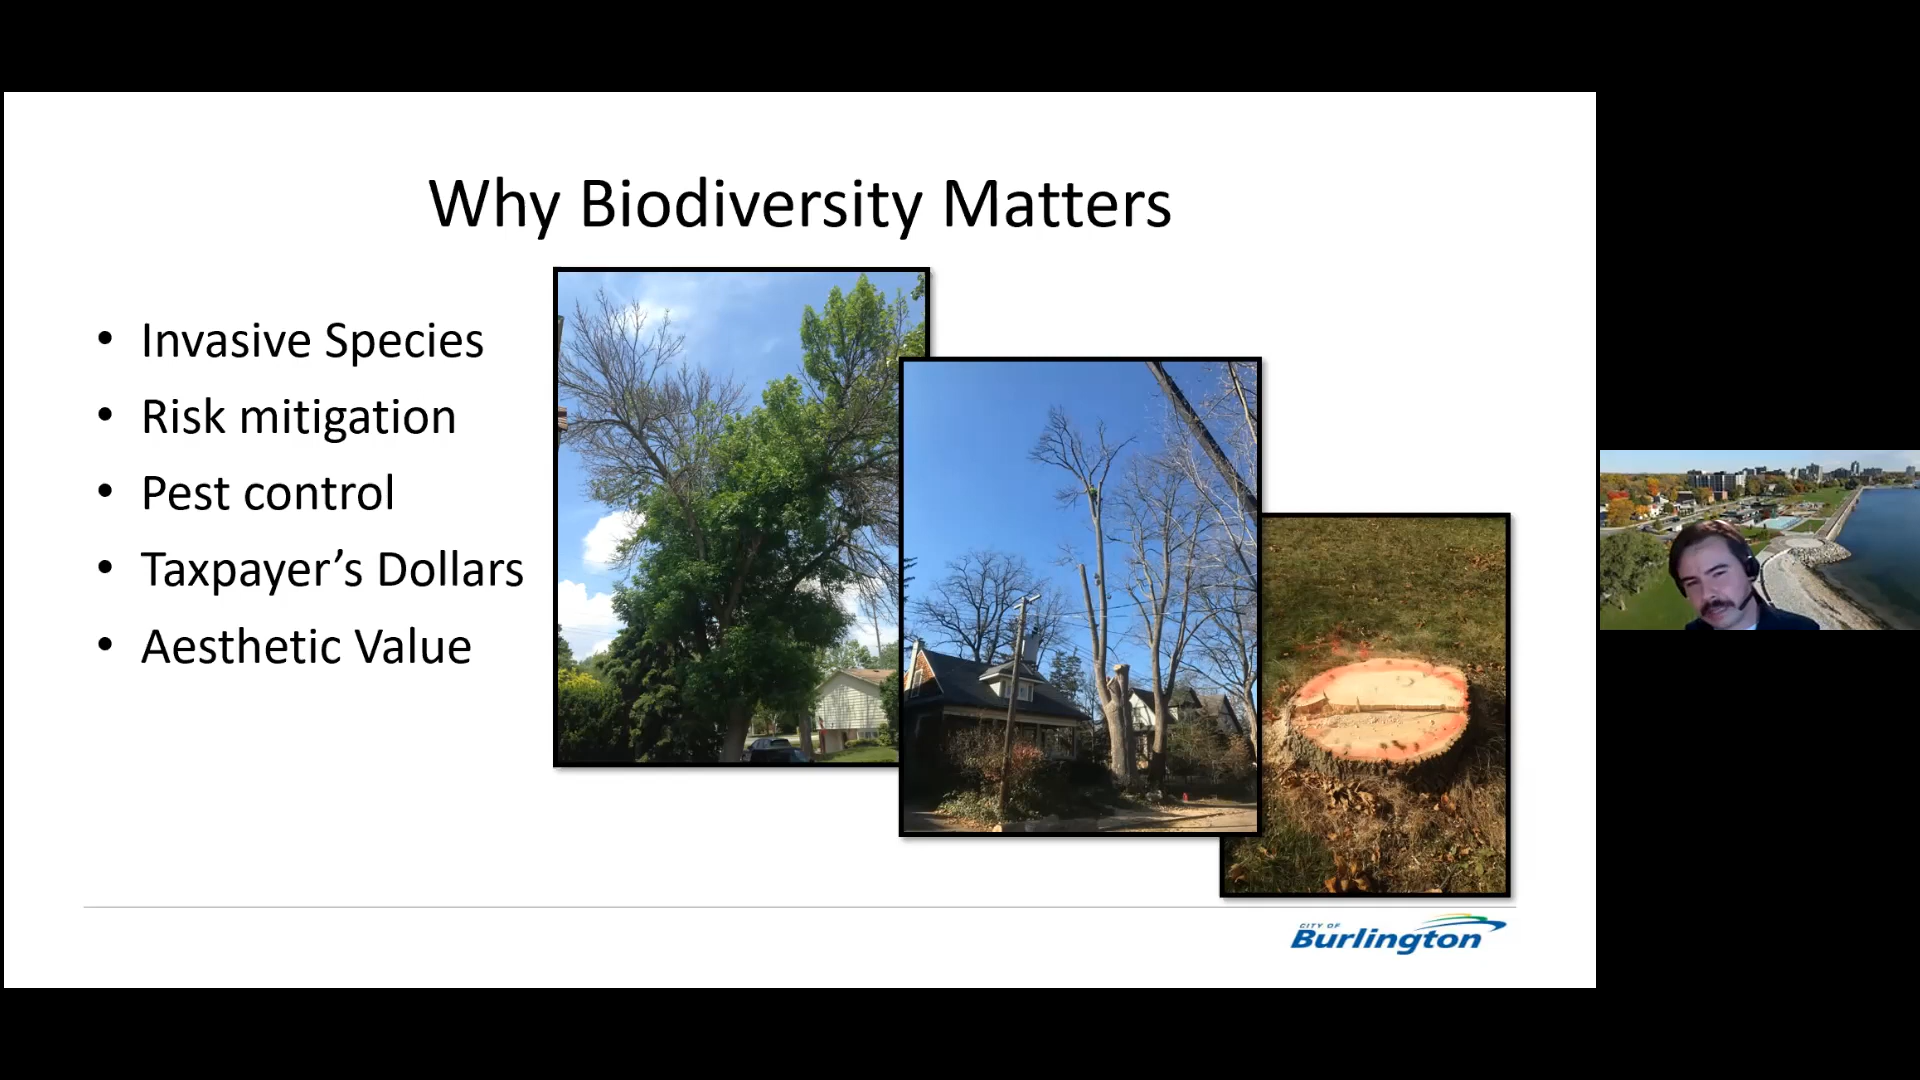 Why Biodiversity Matters
• Invasive Species
• Risk mitigation
• Pest control
• Taxpayer’s Dollars
• Aesthetic Value
CITY OF
Burlington